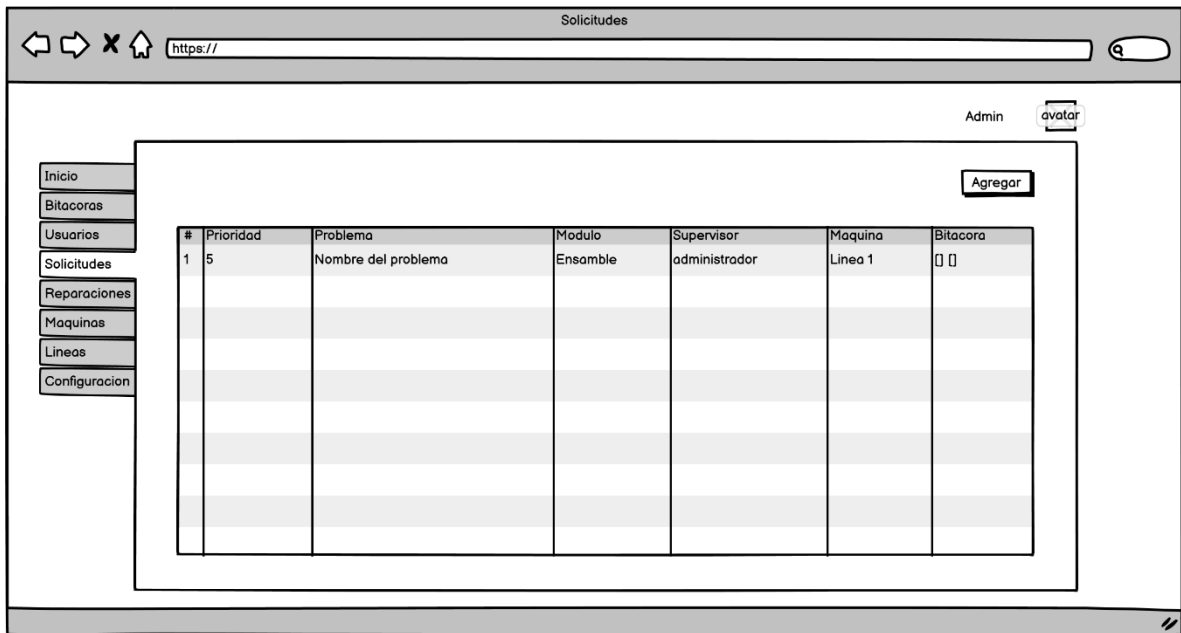 Solicitudes
https://
Admin avatar
Agregar
Inicio
Bitacoras
Usuarios
Solicitudes
Reparaciones
Maquinas
Lineas
Configuracion
# Prioridad Problema Modulo Supervisor Maquina Bitacora
1 5 Nombre del problema Ensamble administrador Linea 1 [] []